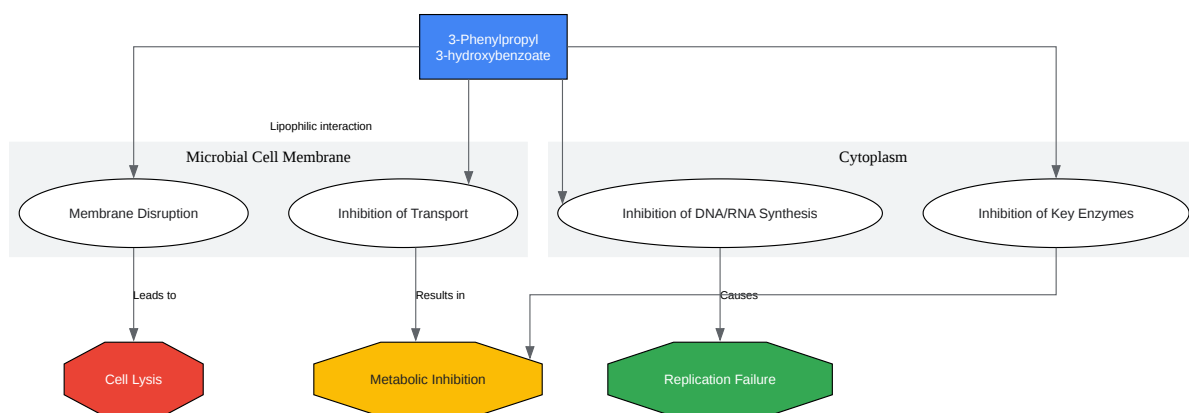 3-Phenylpropyl
3-hydroxybenzoate
Lipophilic interaction
Microbial Cell Membrane
Cytoplasm
Membrane Disruption
Inhibition of Transport
Inhibition of DNA/RNA Synthesis
Inhibition of Key Enzymes
Leads to
Results in
Causes
Cell Lysis
Metabolic Inhibition
Replication Failure